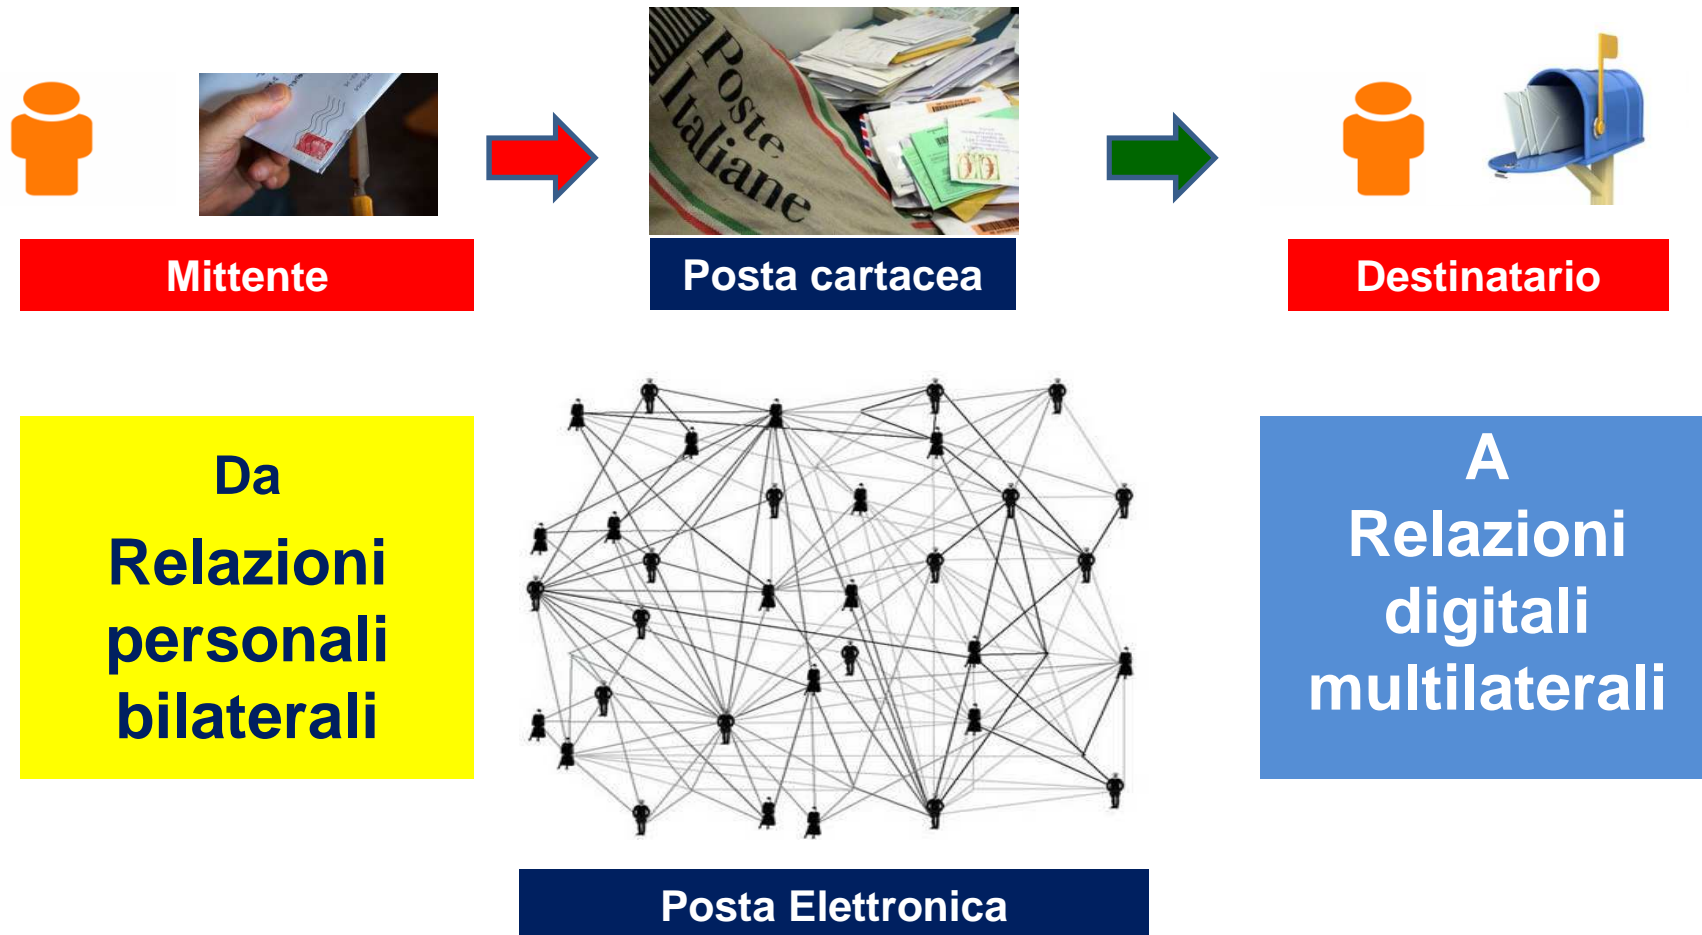 Poste
Italiane
Mittente
Posta cartacea
Destinatario
Da
Relazioni
personali
bilaterali
A
Relazioni
digitali
multilaterali
Posta Elettronica